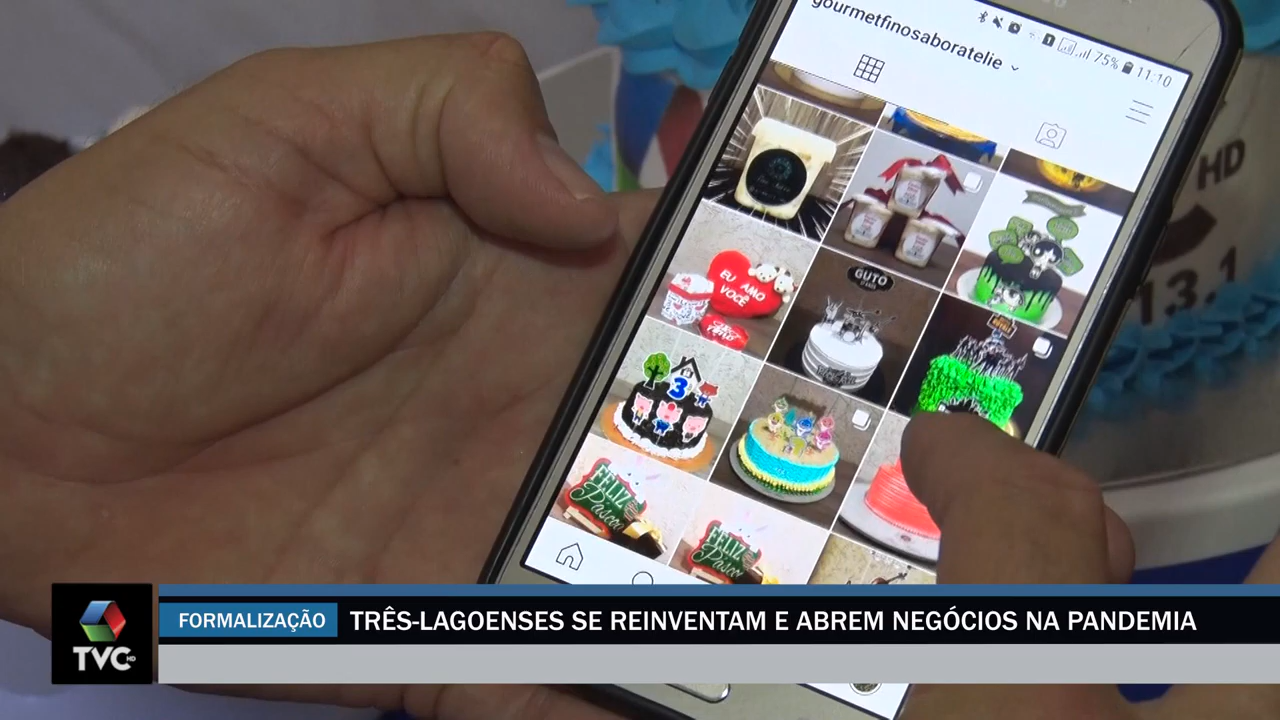 gourmetfinosaboratelie
75% 11:10
HD
13.1
EU AMO
VOCÊ
GUTO
3
FELIZ
Páscoa
FELIZ
Páscoa
FORMALIZAÇÃO
TRÊS-LAGOENSES SE REINVENTAM E ABREM NEGÓCIOS NA PANDEMIA
TVC HD